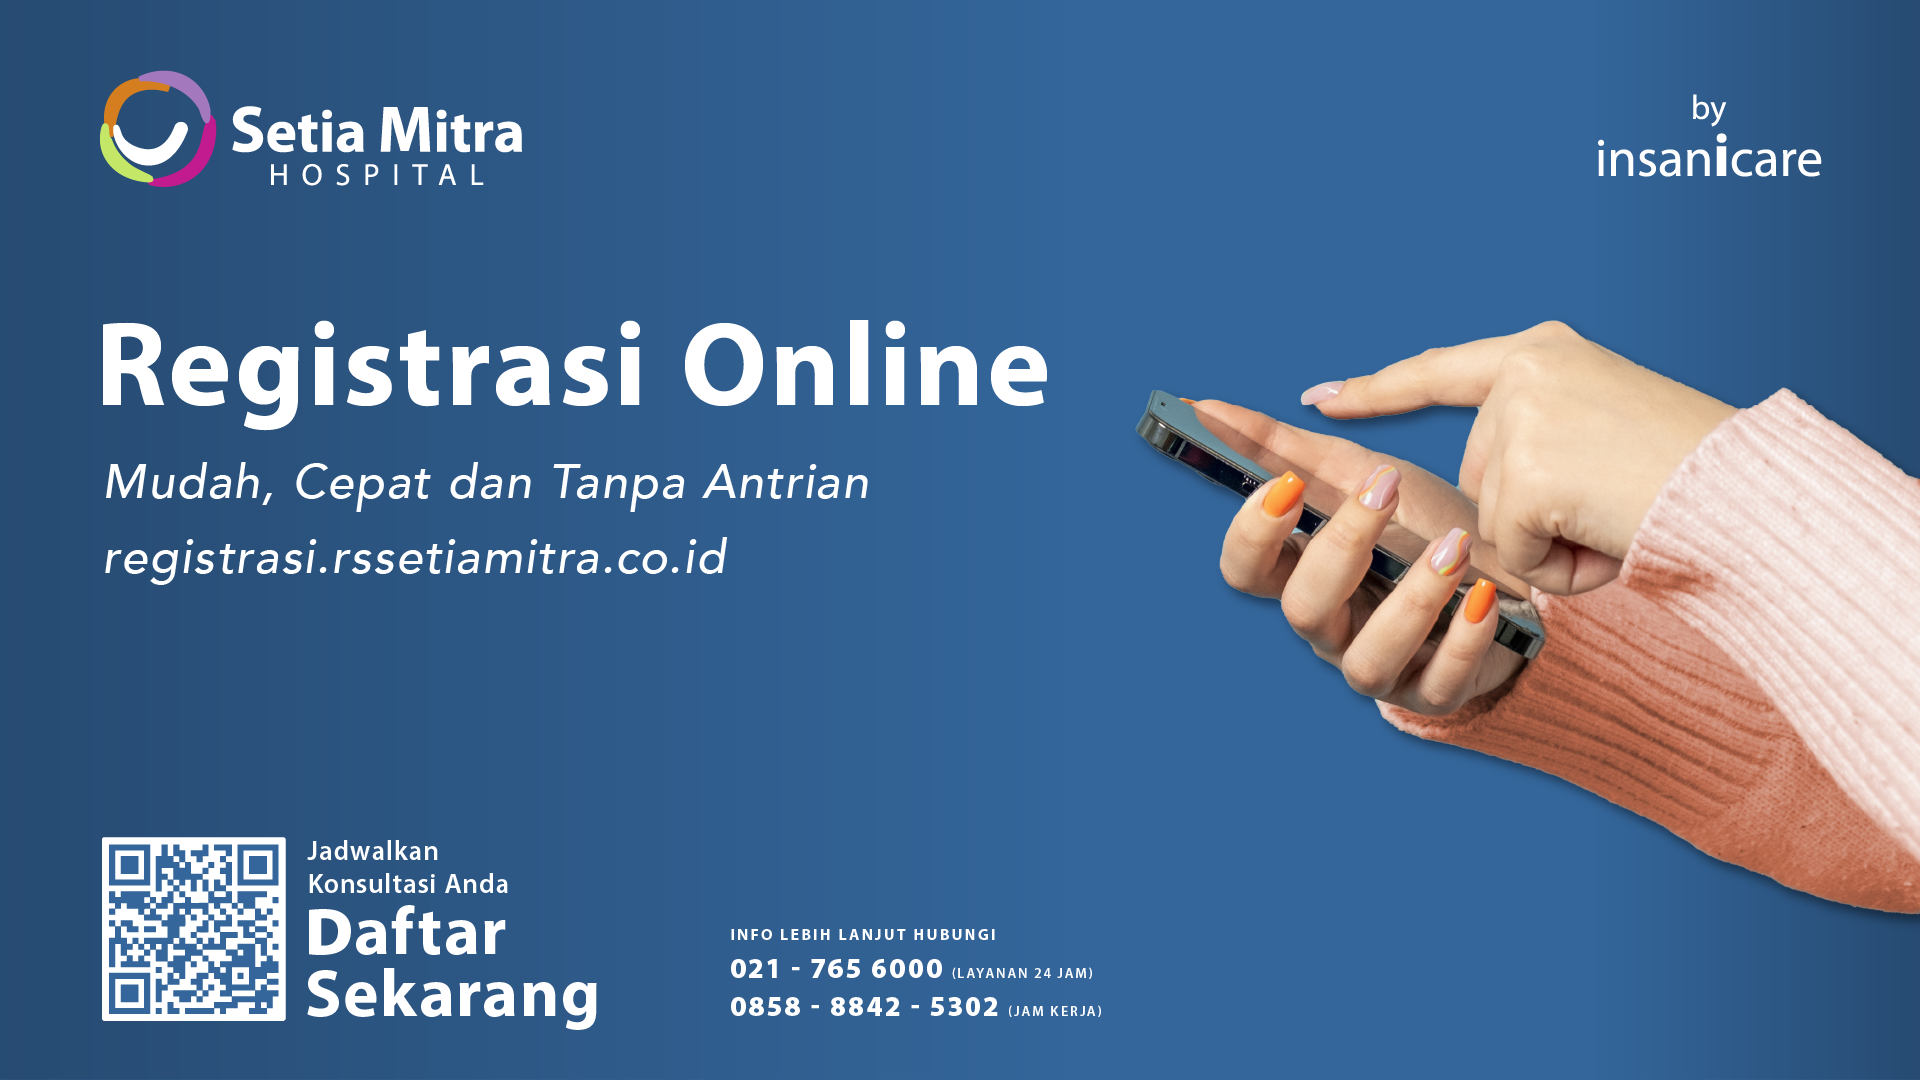 Setia Mitra
HOSPITAL
by
insanicare
Registrasi Online
Mudah, Cepat dan Tanpa Antrian
registrasi.rssetiamitra.co.id
Jadwalkan
Konsultasi Anda
Daftar
Sekarang
INFO LEBIH LANJUT HUBUNGI
021 - 765 6000 (LAYANAN 24 JAM)
0858 - 8842 - 5302 (JAM KERJA)